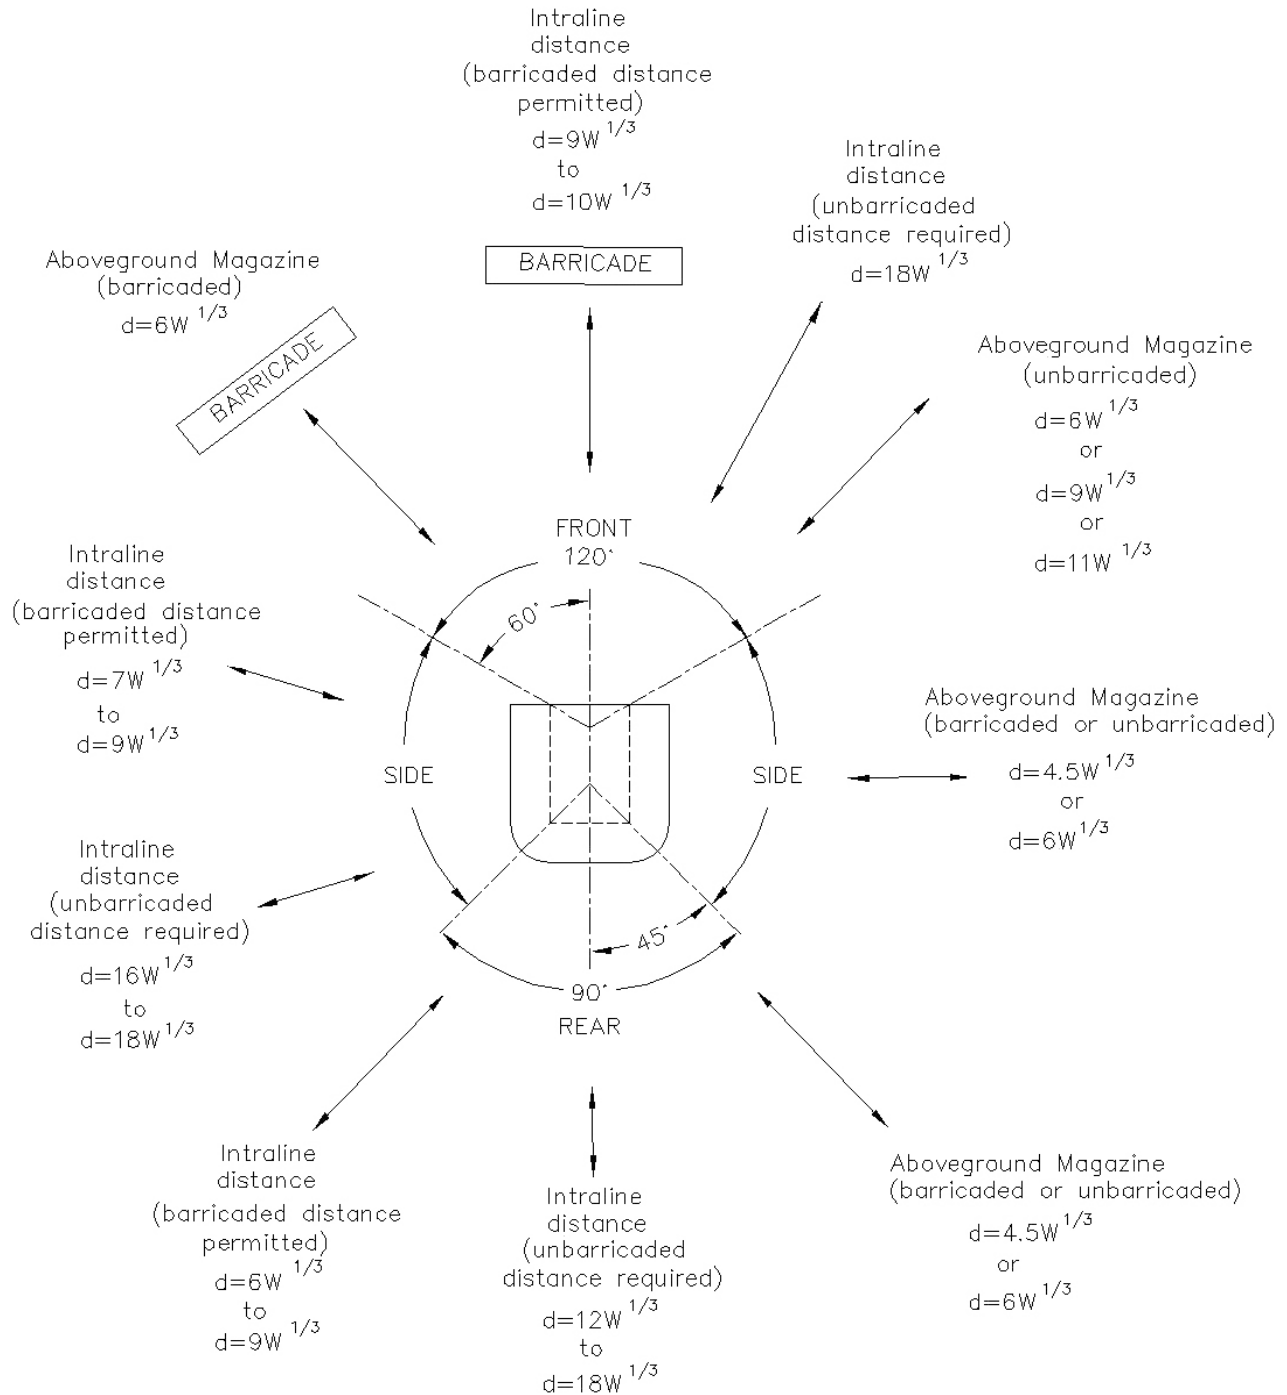 Intraline
distance
(barricaded distance
permitted)
d=9W 1/3
to
d=10W 1/3
BARRICADE
Intraline
distance
(unbarricaded
distance required)
d=18W 1/3
Aboveground Magazine
(barricaded)
d=6W 1/3
BARRICADE
Aboveground Magazine
(unbarricaded)
d=6W 1/3
or
d=9W 1/3
or
d=11W 1/3
FRONT
120°
60°
Intraline
distance
(barricaded distance
permitted)
d=7W 1/3
to
d=9W 1/3
Aboveground Magazine
(barricaded or unbarricaded)
d=4.5W 1/3
or
d=6W 1/3
SIDE
SIDE
Intraline
distance
(unbarricaded
distance required)
d=16W 1/3
to
d=18W 1/3
45°
90°
REAR
Intraline
distance
(barricaded distance
permitted)
d=6W 1/3
to
d=9W 1/3
Intraline
distance
(unbarricaded
distance required)
d=12W 1/3
to
d=18W 1/3
Aboveground Magazine
(barricaded or unbarricaded)
d=4.5W 1/3
or
d=6W 1/3